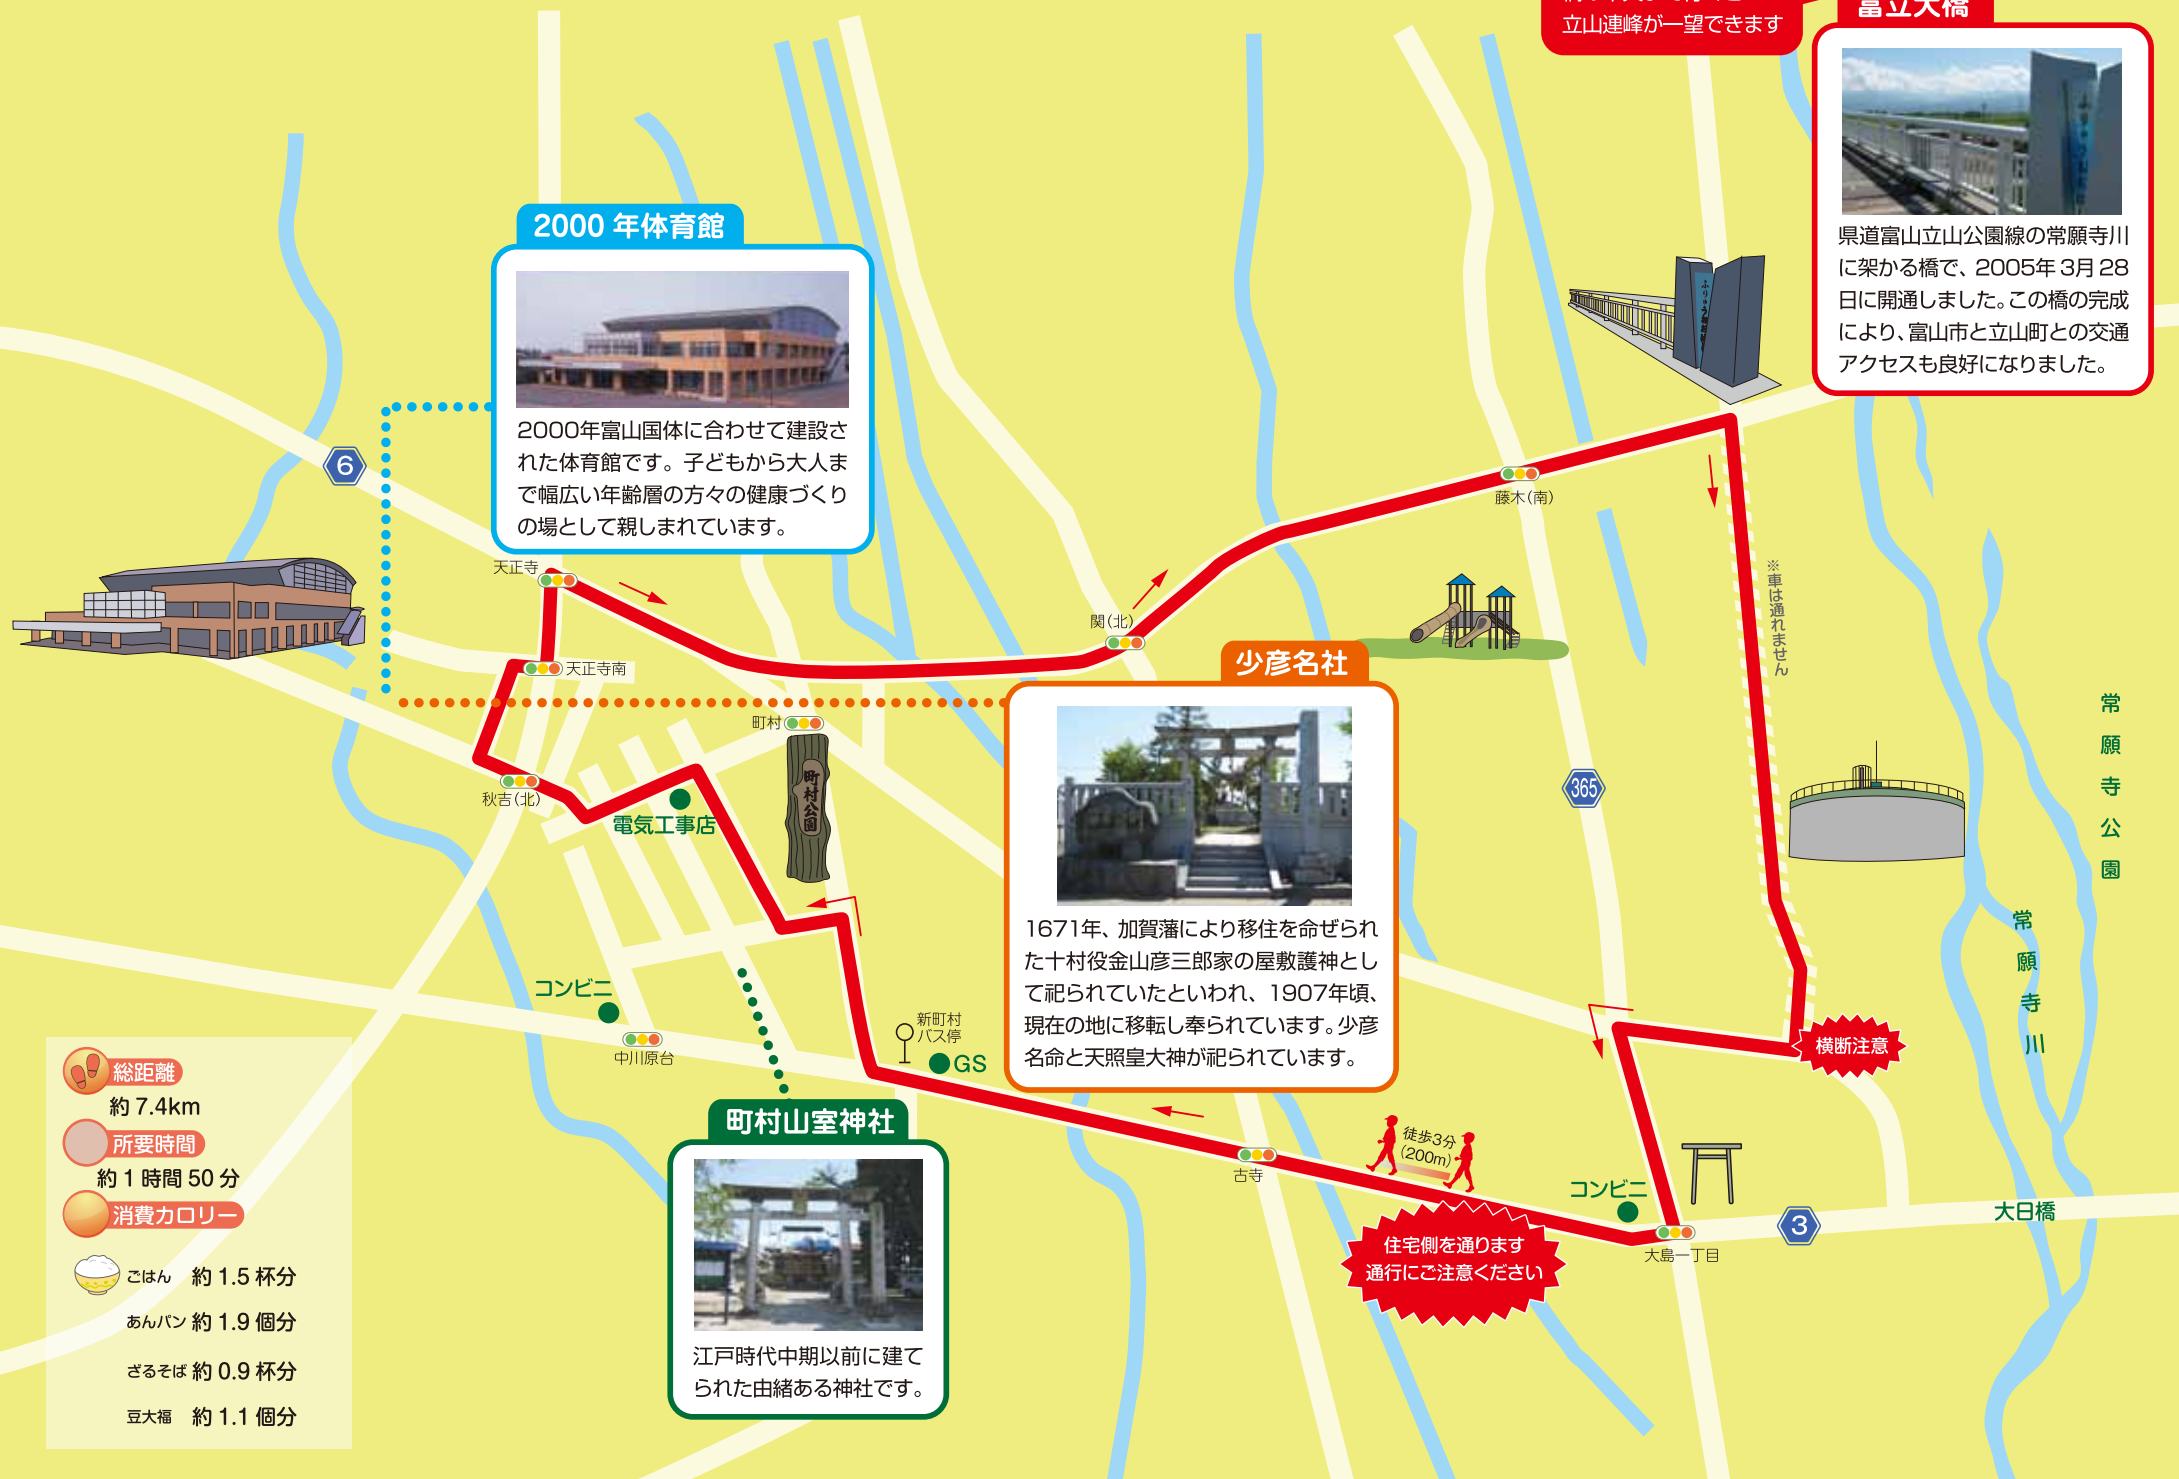 立山連峰が一望できます
富立大橋
県道富山立山公園線の常願寺川
に架かる橋で、2005年3月28
日に開通しました。この橋の完成
により、富山市と立山町との交通
アクセスも良好になりました。
2000 年体育館
2000年富山国体に合わせて建設さ
れた体育館です。子どもから大人ま
で幅広い年齢層の方々の健康づくり
の場として親しまれています。
6
天正寺
天正寺南
秋吉(北)
電気工事店
町村
町村公園
関(北)
藤木(南)
※車は通れません
365
常願寺公園
常願寺川
少彦名社
1671年、加賀藩により移住を命ぜられ
た十村役金山彦三郎家の屋敷護神とし
て祀られていたといわれ、1907年頃、
現在の地に移転し奉られています。少彦
名命と天照皇大神が祀られています。
横断注意
コンビニ
中川原台
新町村
バス停
GS
町村山室神社
江戸時代中期以前に建て
られた由緒ある神社です。
古寺
徒歩3分
(200m)
住宅側を通ります
通行にご注意ください
コンビニ
大島一丁目
3
大日橋
総距離
約 7.4km
所要時間
約 1 時間 50 分
消費カロリー
ごはん 約 1.5 杯分
あんパン 約 1.9 個分
ざるそば 約 0.9 杯分
豆大福 約 1.1 個分